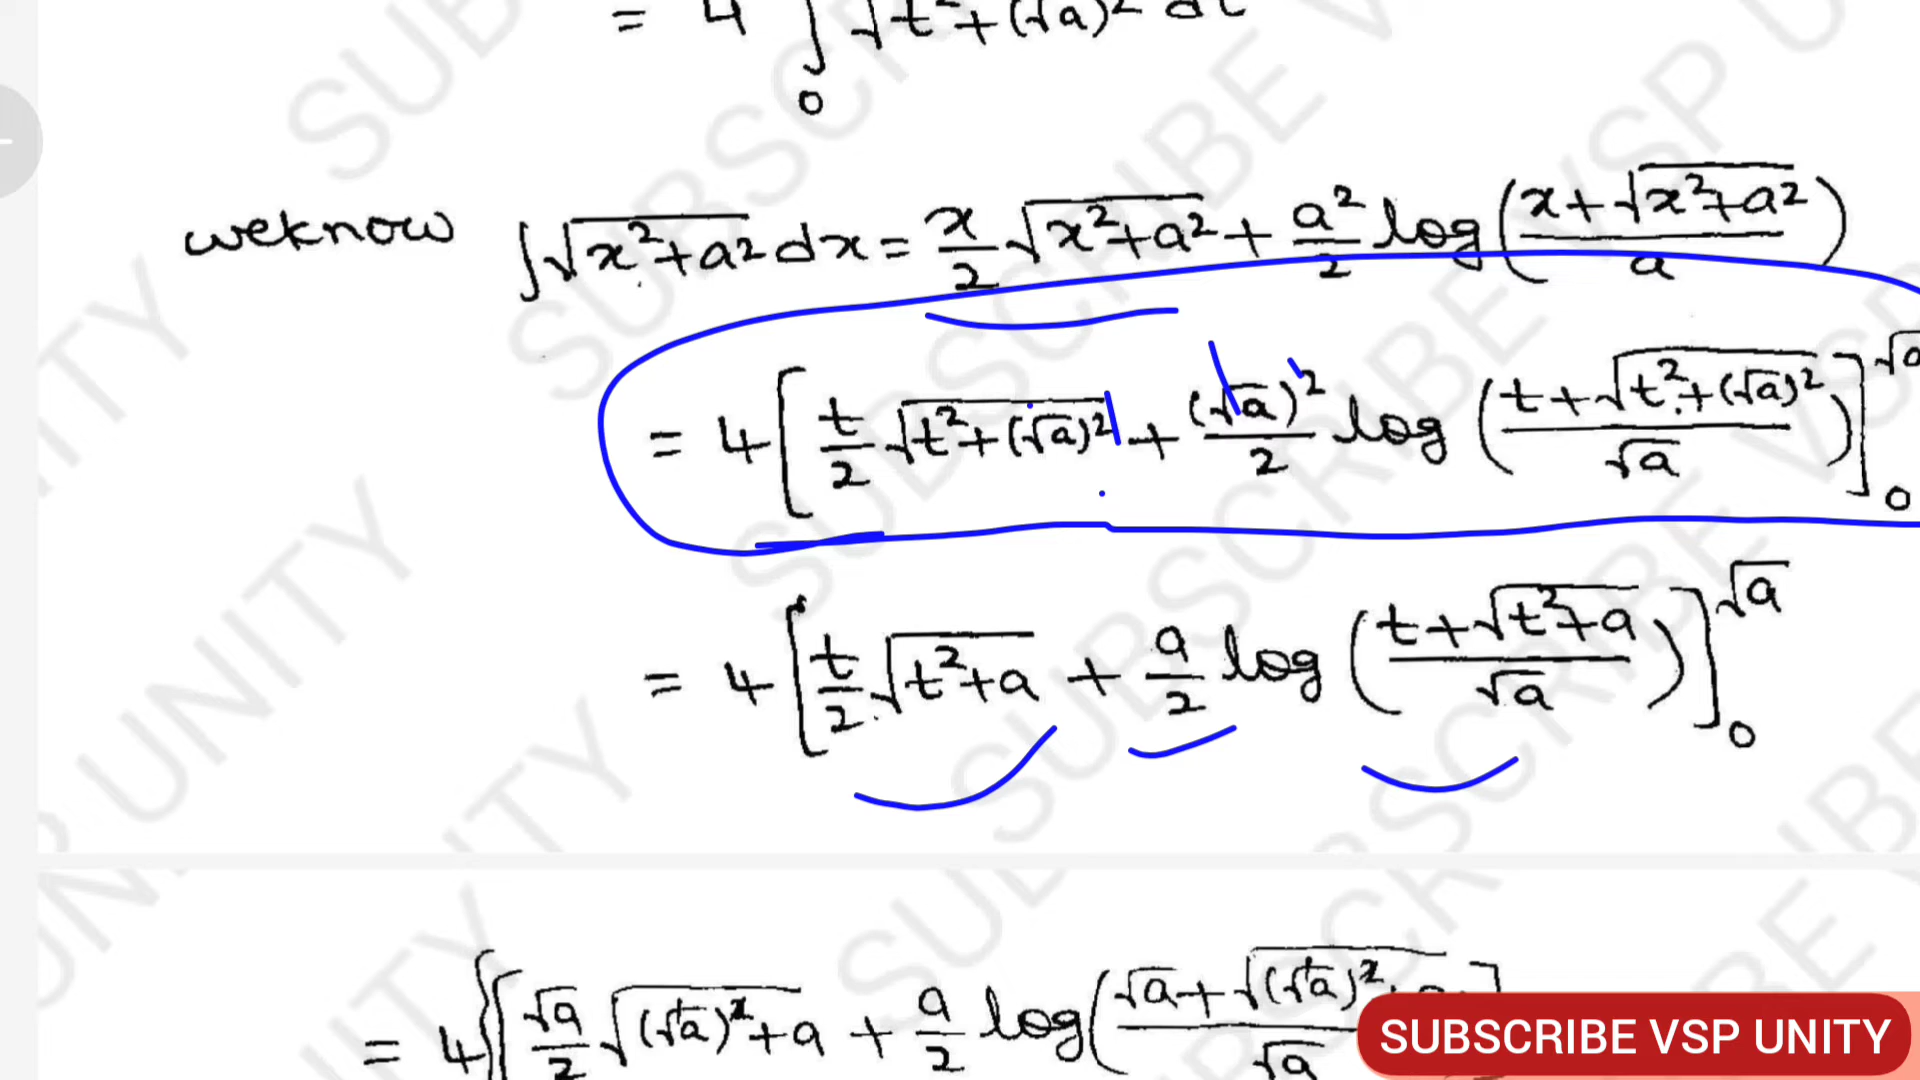 = 4 ∫₀ √t²+(√a)² dt
weknow ∫√x²+a² dx = x/2 √x²+a² + a²/2 log(x+√x²+a² / a)
= 4[t/2 √t²+(√a)² + (√a)²/2 log(t+√t²+(√a)² / √a)]₀^√a
= 4[t/2 √t²+a + a/2 log(t+√t²+a / √a)]₀^√a
= 4{[√a/2 √(√a)²+a + a/2 log(√a+√(√a)²+a / √a)]
SUBSCRIBE VSP UNITY